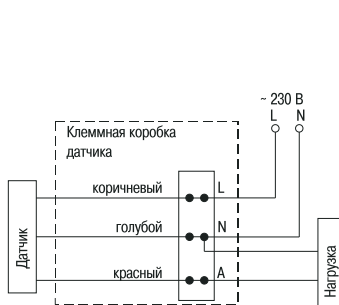 ~ 230 В
L N
Клеммная коробка
датчика
коричневый L
голубой N
красный A
Датчик
Нагрузка